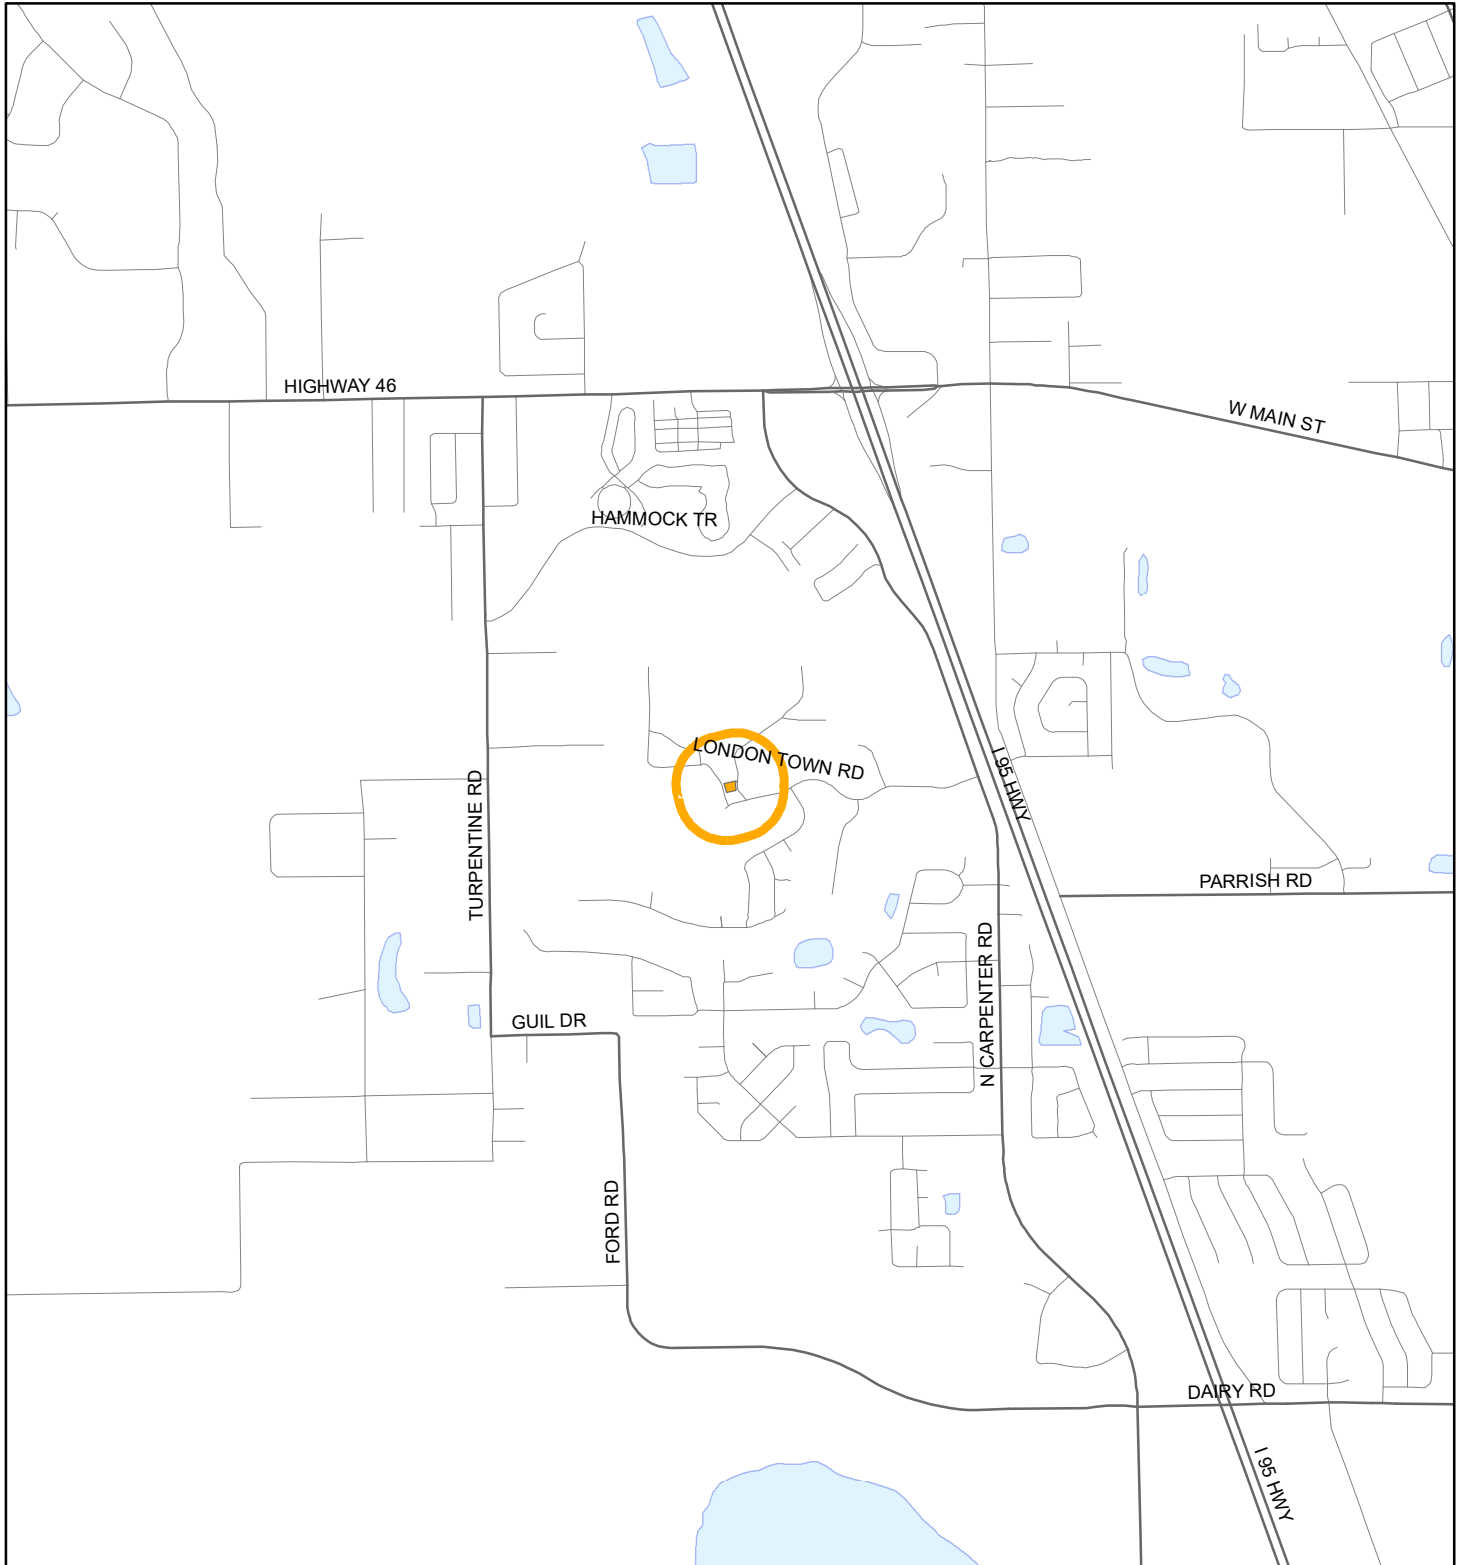 HIGHWAY 46
W MAIN ST
HAMMOCK TR
LONDON TOWN RD
I 95 HWY
TURPENTINE RD
PARRISH RD
N CARPENTER RD
GUIL DR
FORD RD
DAIRY RD
I 95 HWY